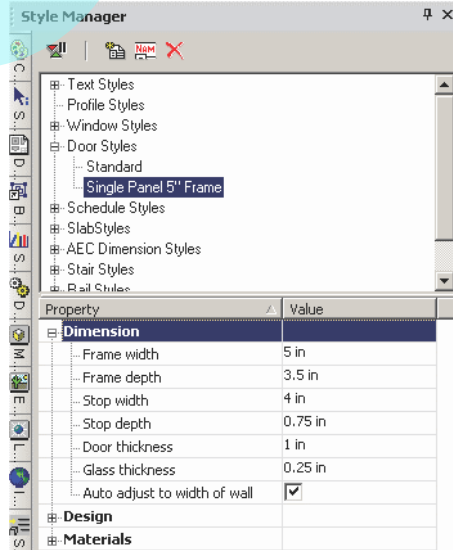 Style Manager
NAM
Text Styles
Profile Styles
Window Styles
Door Styles
Standard
Single Panel 5" Frame
Schedule Styles
SlabStyles
AEC Dimension Styles
Stair Styles
Rail Styles
Property Value
Dimension
Frame width 5 in
Frame depth 3.5 in
Stop width 4 in
Stop depth 0.75 in
Door thickness 1 in
Glass thickness 0.25 in
Auto adjust to width of wall
Design
Materials
C...
S...
D...
B...
S...
D...
M...
E...
L...
I...
S